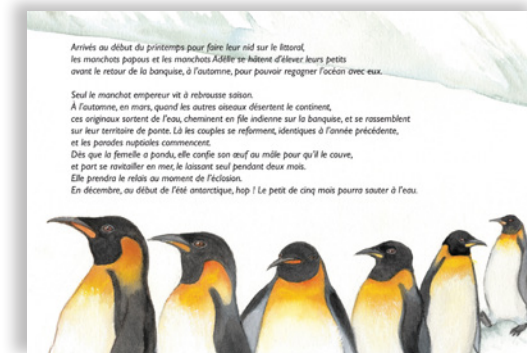 Arrivés au début du printemps pour faire leur nid sur le littoral,
les manchots papous et les manchots Adélie se hâtent d'élever leurs petits
avant le retour de la banquise, à l'automne, pour pouvoir regagner l'océan avec eux.
Seul le manchot empereur vit à rebrousse saison.
À l'automne, en mars, quand les autres oiseaux désertent le continent,
ces originaux sortent de l'eau, cheminent en file indienne sur la banquise, et se rassemblent
sur leur territoire de ponte. Là les couples se reforment, identiques à l'année précédente,
et les parades nuptiales commencent.
Dès que la femelle a pondu, elle confie son œuf au mâle pour qu'il le couve,
et part se ravitailler en mer, le laissant seul pendant deux mois.
Elle prendra le relais au moment de l'éclosion.
En décembre, au début de l'été antarctique, hop ! Le petit de cinq mois pourra sauter à l'eau.